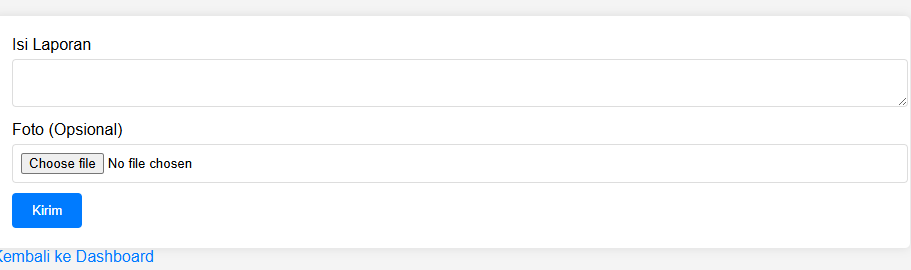 Isi Laporan
Foto (Opsional)
Choose file No file chosen
Kirim
Kembali ke Dashboard